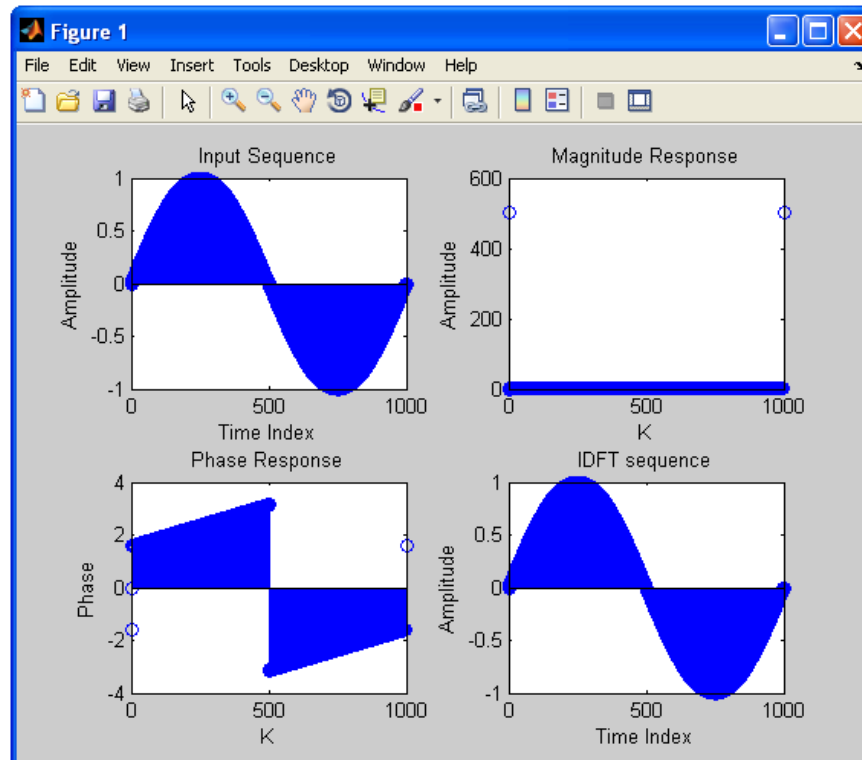 Figure 1
File Edit View Insert Tools Desktop Window Help
Input Sequence
1
0.5
0
-0.5
-1
Amplitude
0 500 1000
Time Index
Magnitude Response
600
400
200
0
Amplitude
0 500 1000
K
Phase Response
4
2
0
-2
-4
Phase
0 500 1000
K
IDFT sequence
1
0.5
0
-0.5
-1
Amplitude
0 500 1000
Time Index